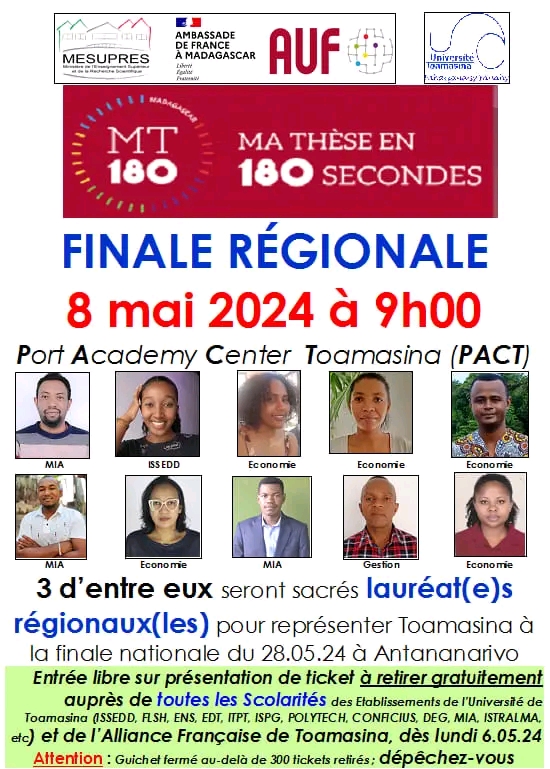 MESUPRES
Ministère de l'Enseignement Supérieur
et de la Recherche Scientifique
AMBASSADE
DE FRANCE
À MADAGASCAR
Liberté
Égalité
Fraternité
AUF
Université
Toamasina
MADAGASCAR
MT
180
MA THÈSE EN
180 SECONDES
FINALE RÉGIONALE
8 mai 2024 à 9h00
Port Academy Center Toamasina (PACT)
MIA ISSEDD Economie Economie Economie
MIA Economie MIA Gestion Economie
3 d'entre eux seront sacrés lauréat(e)s
régionaux(les) pour représenter Toamasina à
la finale nationale du 28.05.24 à Antananarivo
Entrée libre sur présentation de ticket à retirer gratuitement
auprès de toutes les Scolarités des Etablissements de l'Université de
Toamasina (ISSEDD, FLSH, ENS, EDT, ITPT, ISPG, POLYTECH, CONFICIUS, DEG, MIA, ISTRALMA,
etc) et de l'Alliance Française de Toamasina, dès lundi 6.05.24
Attention : Guichet fermé au-delà de 300 tickets retirés ; dépêchez-vous